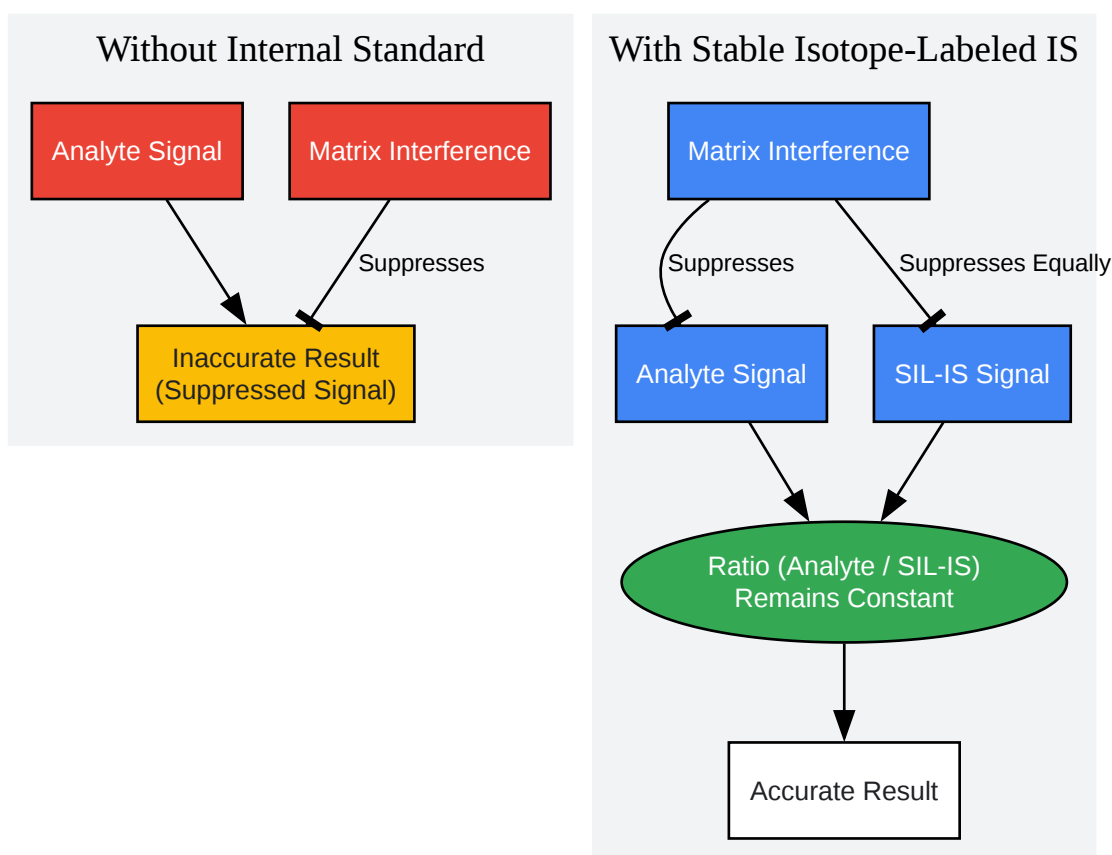 Without Internal Standard
Analyte Signal
Matrix Interference
Suppresses
Inaccurate Result
(Suppressed Signal)
With Stable Isotope-Labeled IS
Matrix Interference
Suppresses
Suppresses Equally
Analyte Signal
SIL-IS Signal
Ratio (Analyte / SIL-IS)
Remains Constant
Accurate Result